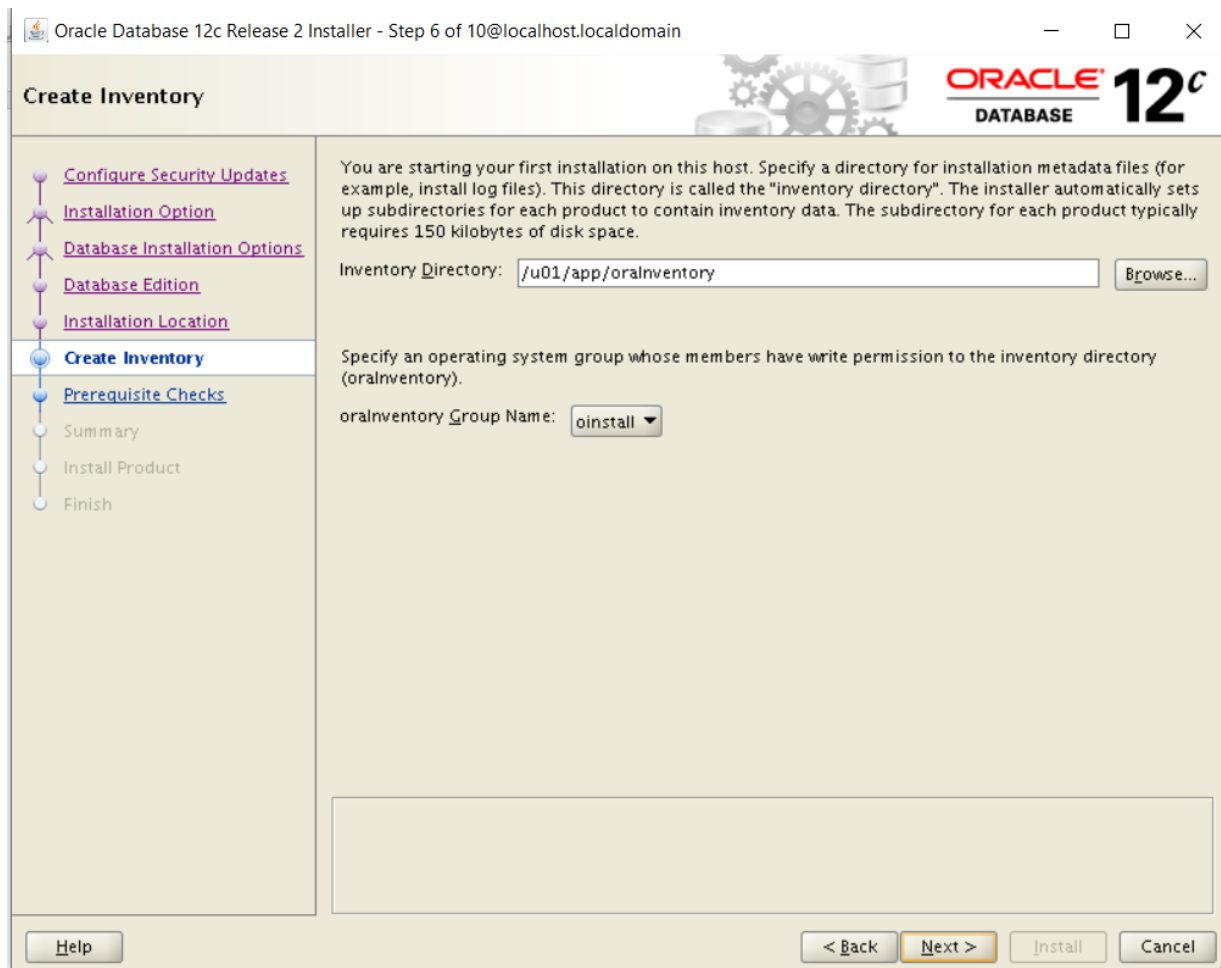 Oracle Database 12c Release 2 Installer - Step 6 of 10@localhost.localdomain
Create Inventory
ORACLE
DATABASE
12c
Configure Security Updates
Installation Option
Database Installation Options
Database Edition
Installation Location
Create Inventory
Prerequisite Checks
Summary
Install Product
Finish
You are starting your first installation on this host. Specify a directory for installation metadata files (for
example, install log files). This directory is called the "inventory directory". The installer automatically sets
up subdirectories for each product to contain inventory data. The subdirectory for each product typically
requires 150 kilobytes of disk space.
Inventory Directory: /u01/app/oraInventory Browse...
Specify an operating system group whose members have write permission to the inventory directory
(oraInventory).
oraInventory Group Name: oinstall
Help < Back Next > Install Cancel